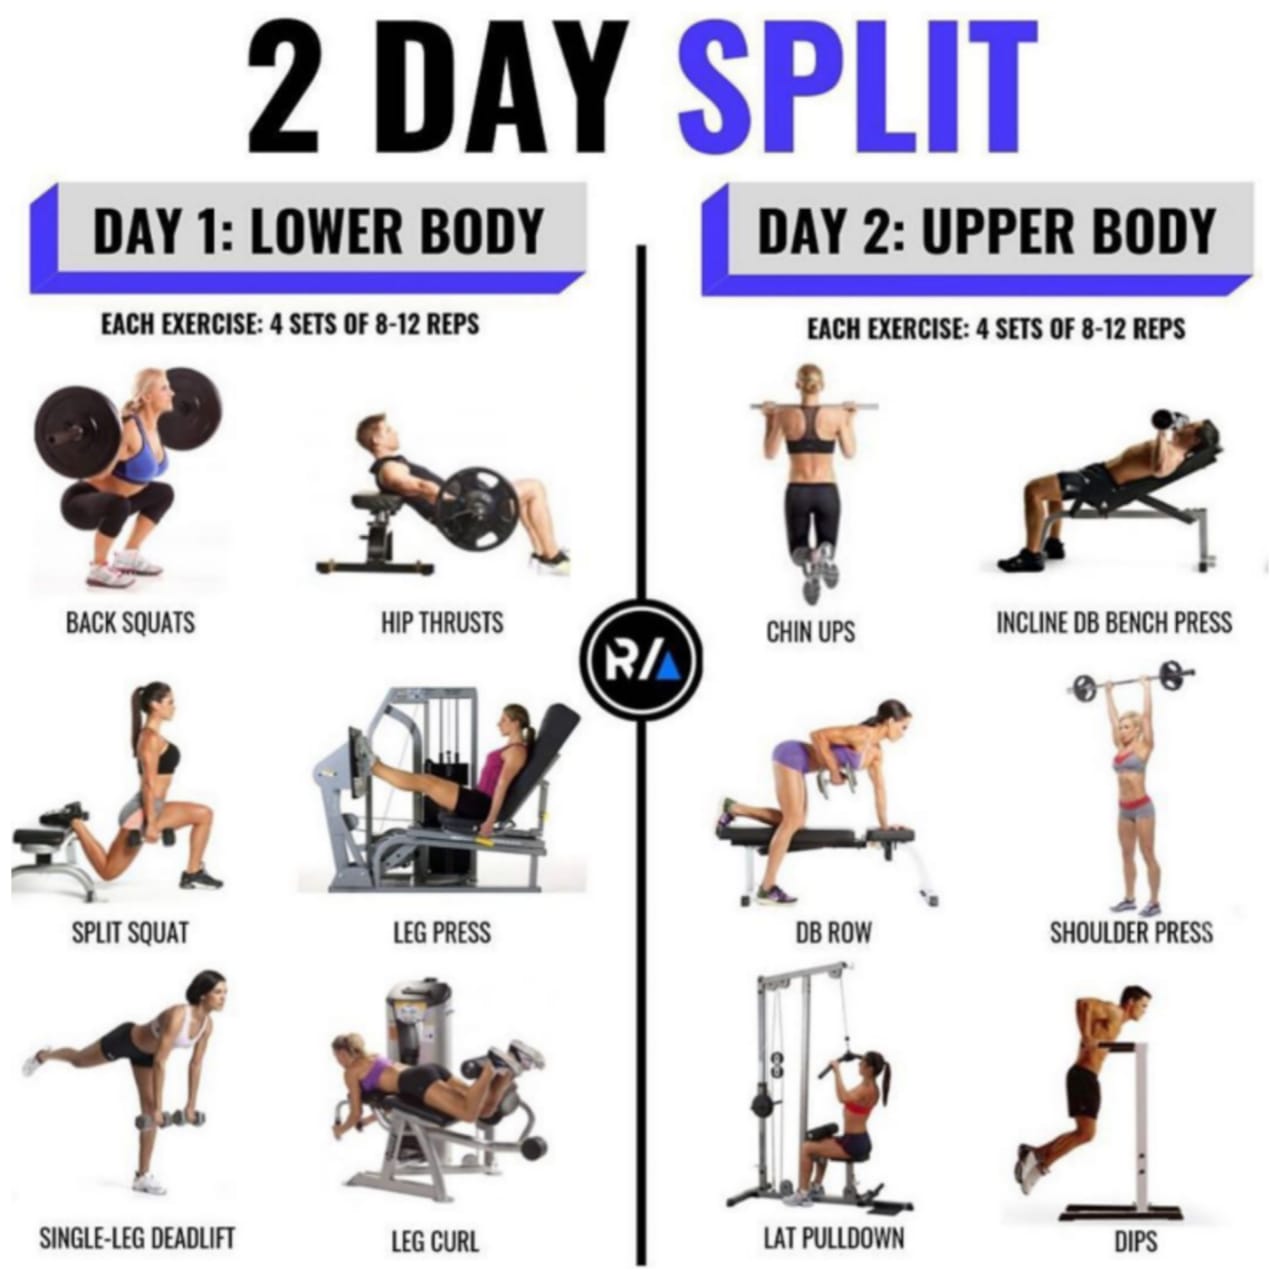 2 DAY SPLIT
DAY 1: LOWER BODY
EACH EXERCISE: 4 SETS OF 8-12 REPS
BACK SQUATS
HIP THRUSTS
SPLIT SQUAT
LEG PRESS
SINGLE-LEG DEADLIFT
LEG CURL
R/A
DAY 2: UPPER BODY
EACH EXERCISE: 4 SETS OF 8-12 REPS
CHIN UPS
INCLINE DB BENCH PRESS
DB ROW
SHOULDER PRESS
LAT PULLDOWN
DIPS